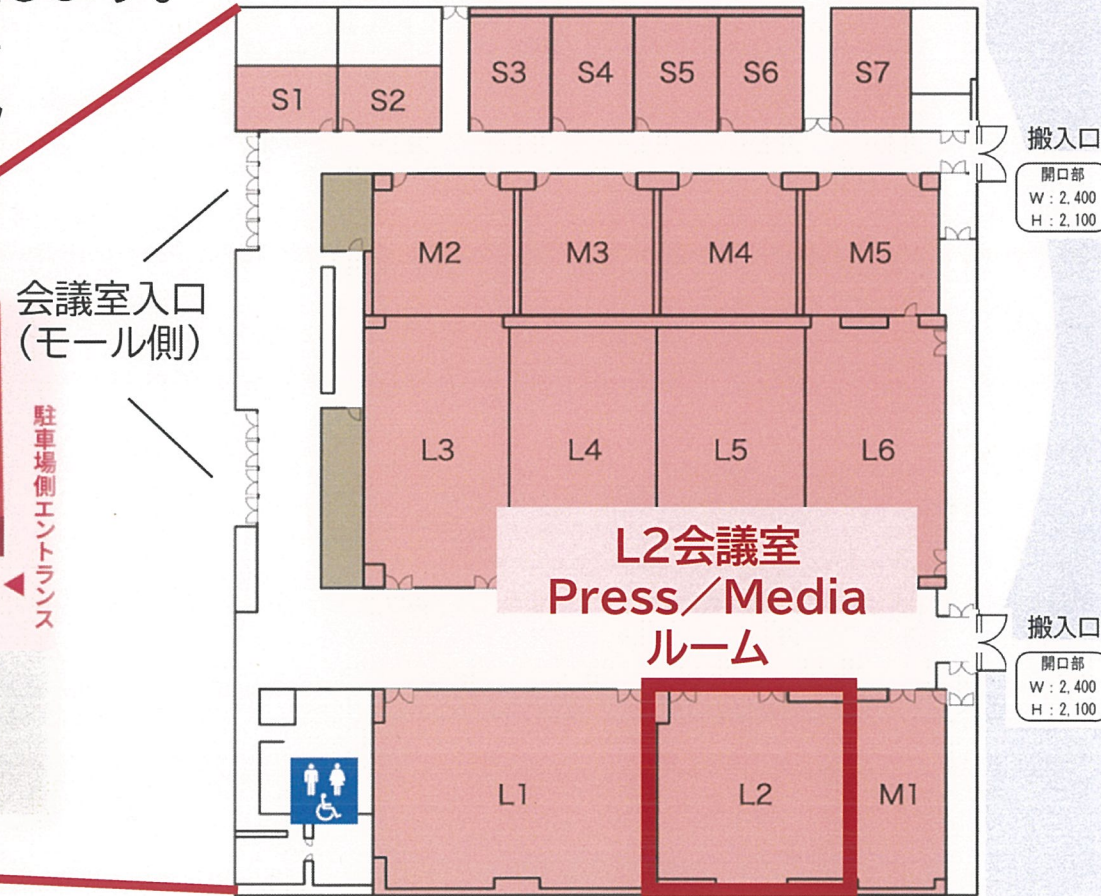 S1
S2
S3
S4
S5
S6
S7
搬入口
開口部
W : 2,400
H : 2,100
M2
M3
M4
M5
会議室入口
(モール側)
駐車場側エントランス
L3
L4
L5
L6
L2会議室
Press／Media
ルーム
搬入口
開口部
W : 2,400
H : 2,100
L1
L2
M1